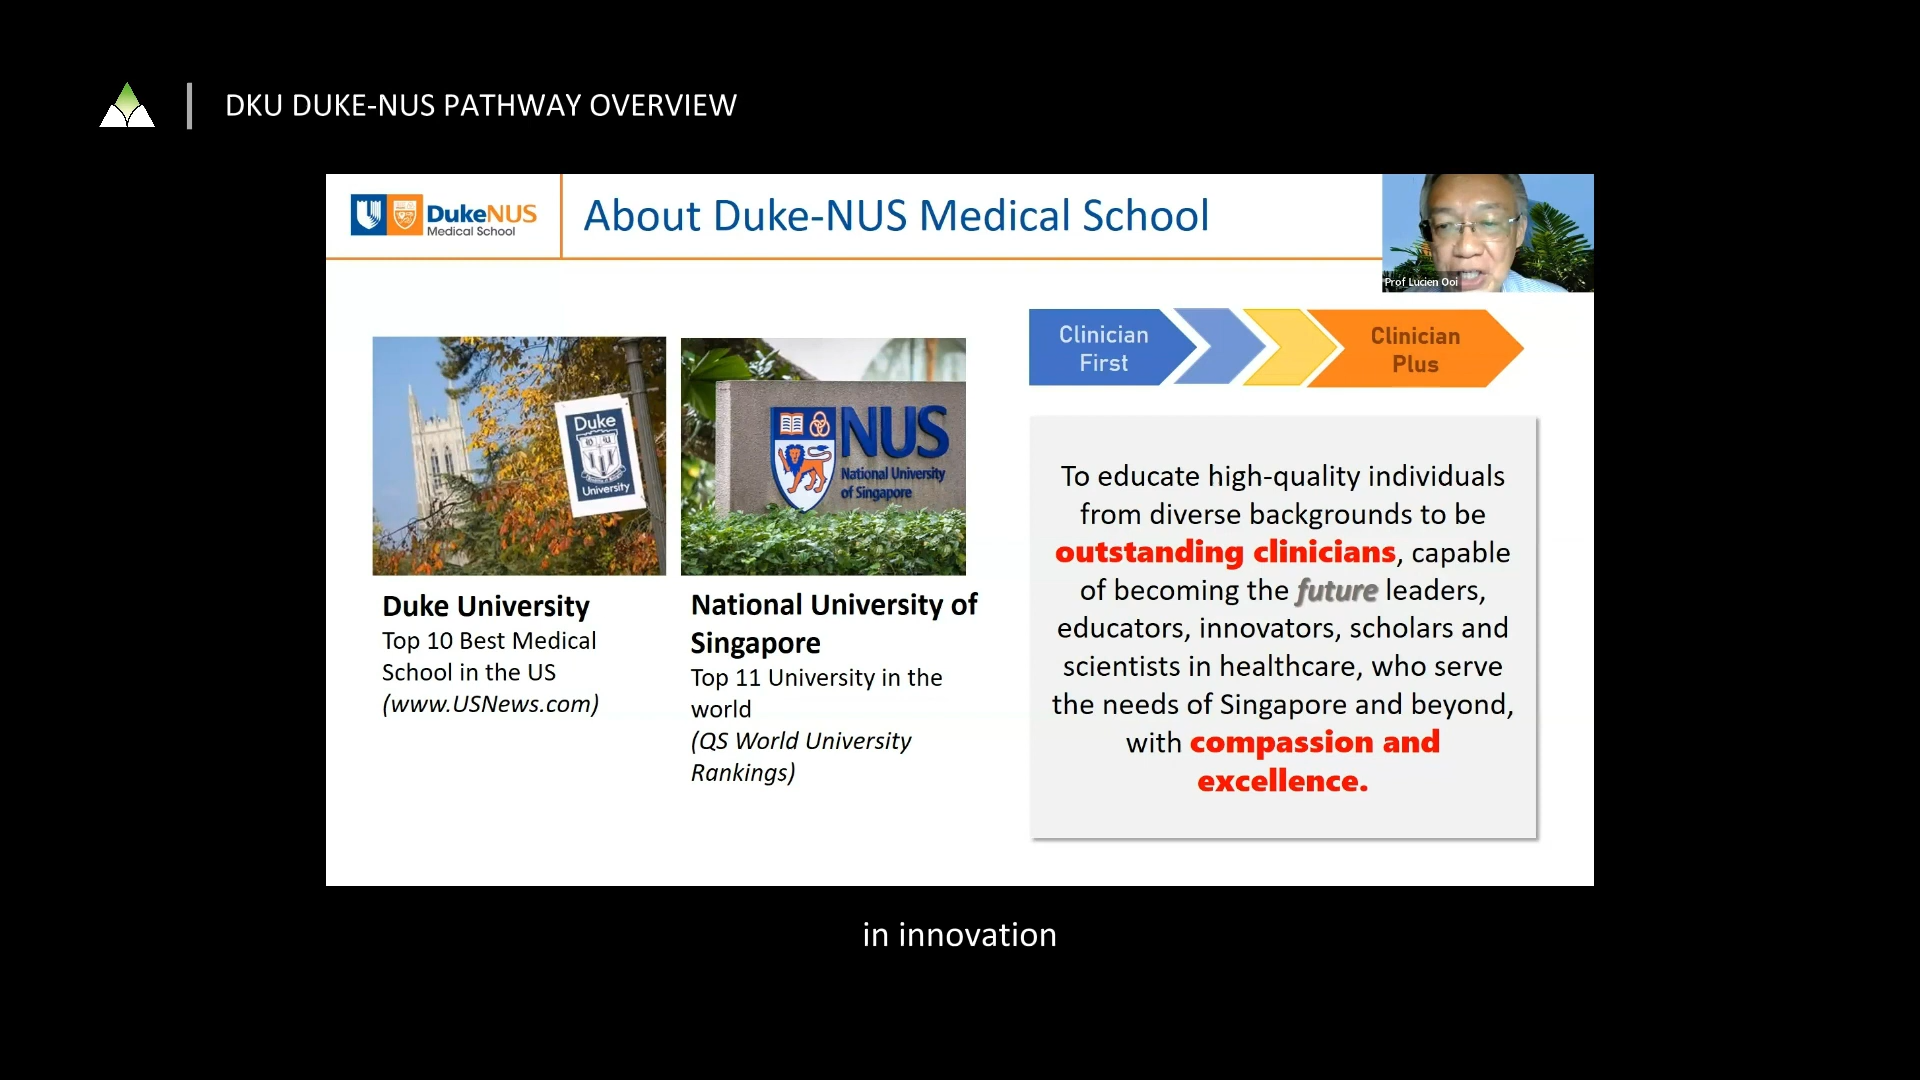 DKU DUKE-NUS PATHWAY OVERVIEW
DukeNUS
Medical School
About Duke-NUS Medical School
Prof Lucien Ooi
Clinician
First
Clinician
Plus
Duke
University
NUS
National University
of Singapore
Duke University
Top 10 Best Medical
School in the US
(www.USNews.com)
National University of
Singapore
Top 11 University in the
world
(QS World University
Rankings)
To educate high-quality individuals
from diverse backgrounds to be
outstanding clinicians, capable
of becoming the future leaders,
educators, innovators, scholars and
scientists in healthcare, who serve
the needs of Singapore and beyond,
with compassion and
excellence.
in innovation